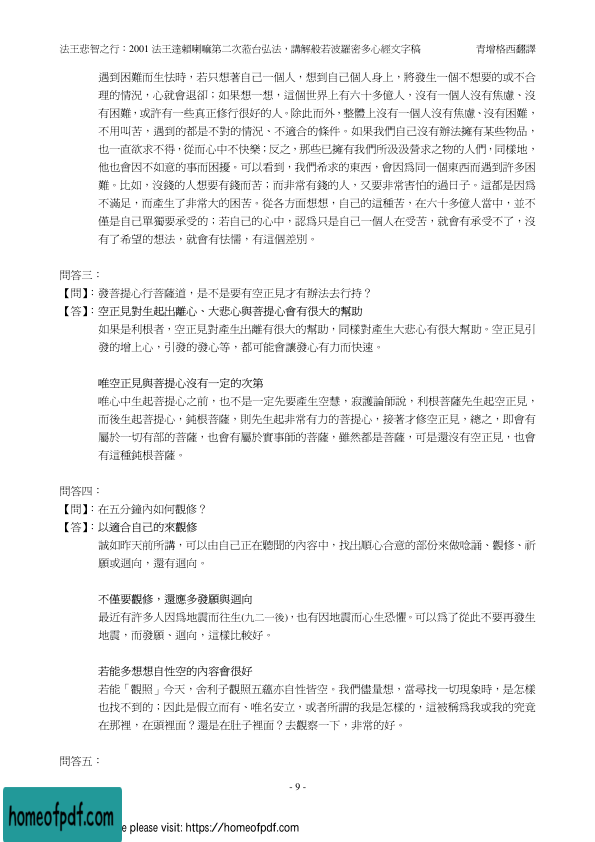 法王悲智之行：2001 法王達賴喇嘛第二次蒞台弘法，講解般若波羅密多心經文字稿 青增格西翻譯
遇到困難而生怯時，若只想著自己一個人，想到自己個人身上，將發生一個不想要的或不合
理的情況，心就會退卻；如果想一想，這個世界上有六十多億人，沒有一個人沒有焦慮、沒
有困難，或許有一些真正修行很好的人。除此而外，整體上沒有一個人沒有焦慮、沒有困難，
不用叫苦，遇到的都是不對的情況、不適合的條件。如果我們自己沒有辦法擁有某些物品，
也一直欲求不得，從而心中不快樂；反之，那些已擁有我們所汲汲營求之物的人們，同樣地，
他也會因不如意的事而困擾。可以看到，我們希求的東西，會因爲同一個東西而遇到許多困
難。比如，沒錢的人想要有錢而苦；而非常有錢的人，又要非常害怕的過日子。這都是因爲
不滿足，而產生了非常大的困苦。從各方面想想，自己的這種苦，在六十多億人當中，並不
僅是自己單獨要承受的；若自己的心中，認爲只是自己一個人在受苦，就會有承受不了，沒
有了希望的想法，就會有怯懦，有這個差別。
問答三：
【問】：發菩提心行菩薩道，是不是要有空正見才有辦法去行持？
【答】：空正見對生起出離心、大悲心與菩提心會有很大的幫助
如果是利根者，空正見對產生出離有很大的幫助，同樣對產生大悲心有很大幫助。空正見引
發的增上心，引發的發心等，都可能會讓發心有力而快速。
唯空正見與菩提心沒有一定的次第
唯心中生起菩提心之前，也不是一定先要產生空慧，寂護論師說，利根菩薩先生起空正見，
而後生起菩提心，鈍根菩薩，則先生起非常有力的菩提心，接著才修空正見，總之，即會有
屬於一切有部的菩薩，也會有屬於實事師的菩薩，雖然都是菩薩，可是還沒有空正見，也會
有這種鈍根菩薩。
問答四：
【問】：在五分鐘內如何觀修？
【答】：以適合自己的來觀修
誠如昨天前所講，可以由自己正在聽聞的內容中，找出順心合意的部份來做唸誦、觀修、祈
願或迴向，還有迴向。
不僅要觀修，還應多發願與迴向
最近有許多人因爲地震而往生(九二一後)，也有因地震而心生恐懼。可以爲了從此不要再發生
地震，而發願、迴向，這樣比較好。
若能多想想自性空的內容會很好
若能「觀照」今天，舍利子觀照五蘊亦自性皆空。我們儘量想，當尋找一切現象時，是怎樣
也找不到的；因此是假立而有、唯名安立，或者所謂的我是怎樣的，這被稱爲我或我的究竟
在那裡，在頭裡面？還是在肚子裡面？去觀察一下，非常的好。
問答五：
- 9 -
homeofpdf.com
e please visit: https://homeofpdf.com